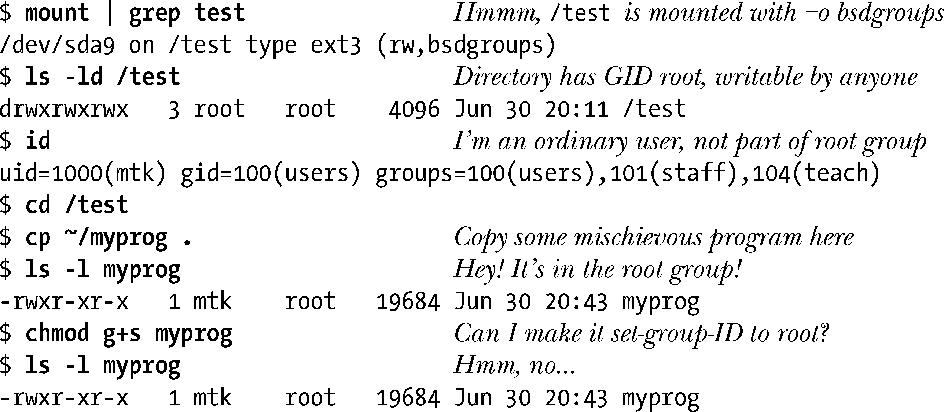 $ mount | grep test Hmmm, /test is mounted with –o bsdgroups
/dev/sda9 on /test type ext3 (rw,bsdgroups)
$ ls -ld /test Directory has GID root, writable by anyone
drwxrwxrwx 3 root root 4096 Jun 30 20:11 /test
$ id I'm an ordinary user, not part of root group
uid=1000(mtk) gid=100(users) groups=100(users),101(staff),104(teach)
$ cd /test
$ cp ~/myprog . Copy some mischievous program here
$ ls -l myprog Hey! It's in the root group!
-rwxr-xr-x 1 mtk root 19684 Jun 30 20:43 myprog
$ chmod g+s myprog Can I make it set-group-ID to root?
$ ls -l myprog Hmm, no...
-rwxr-xr-x 1 mtk root 19684 Jun 30 20:43 myprog